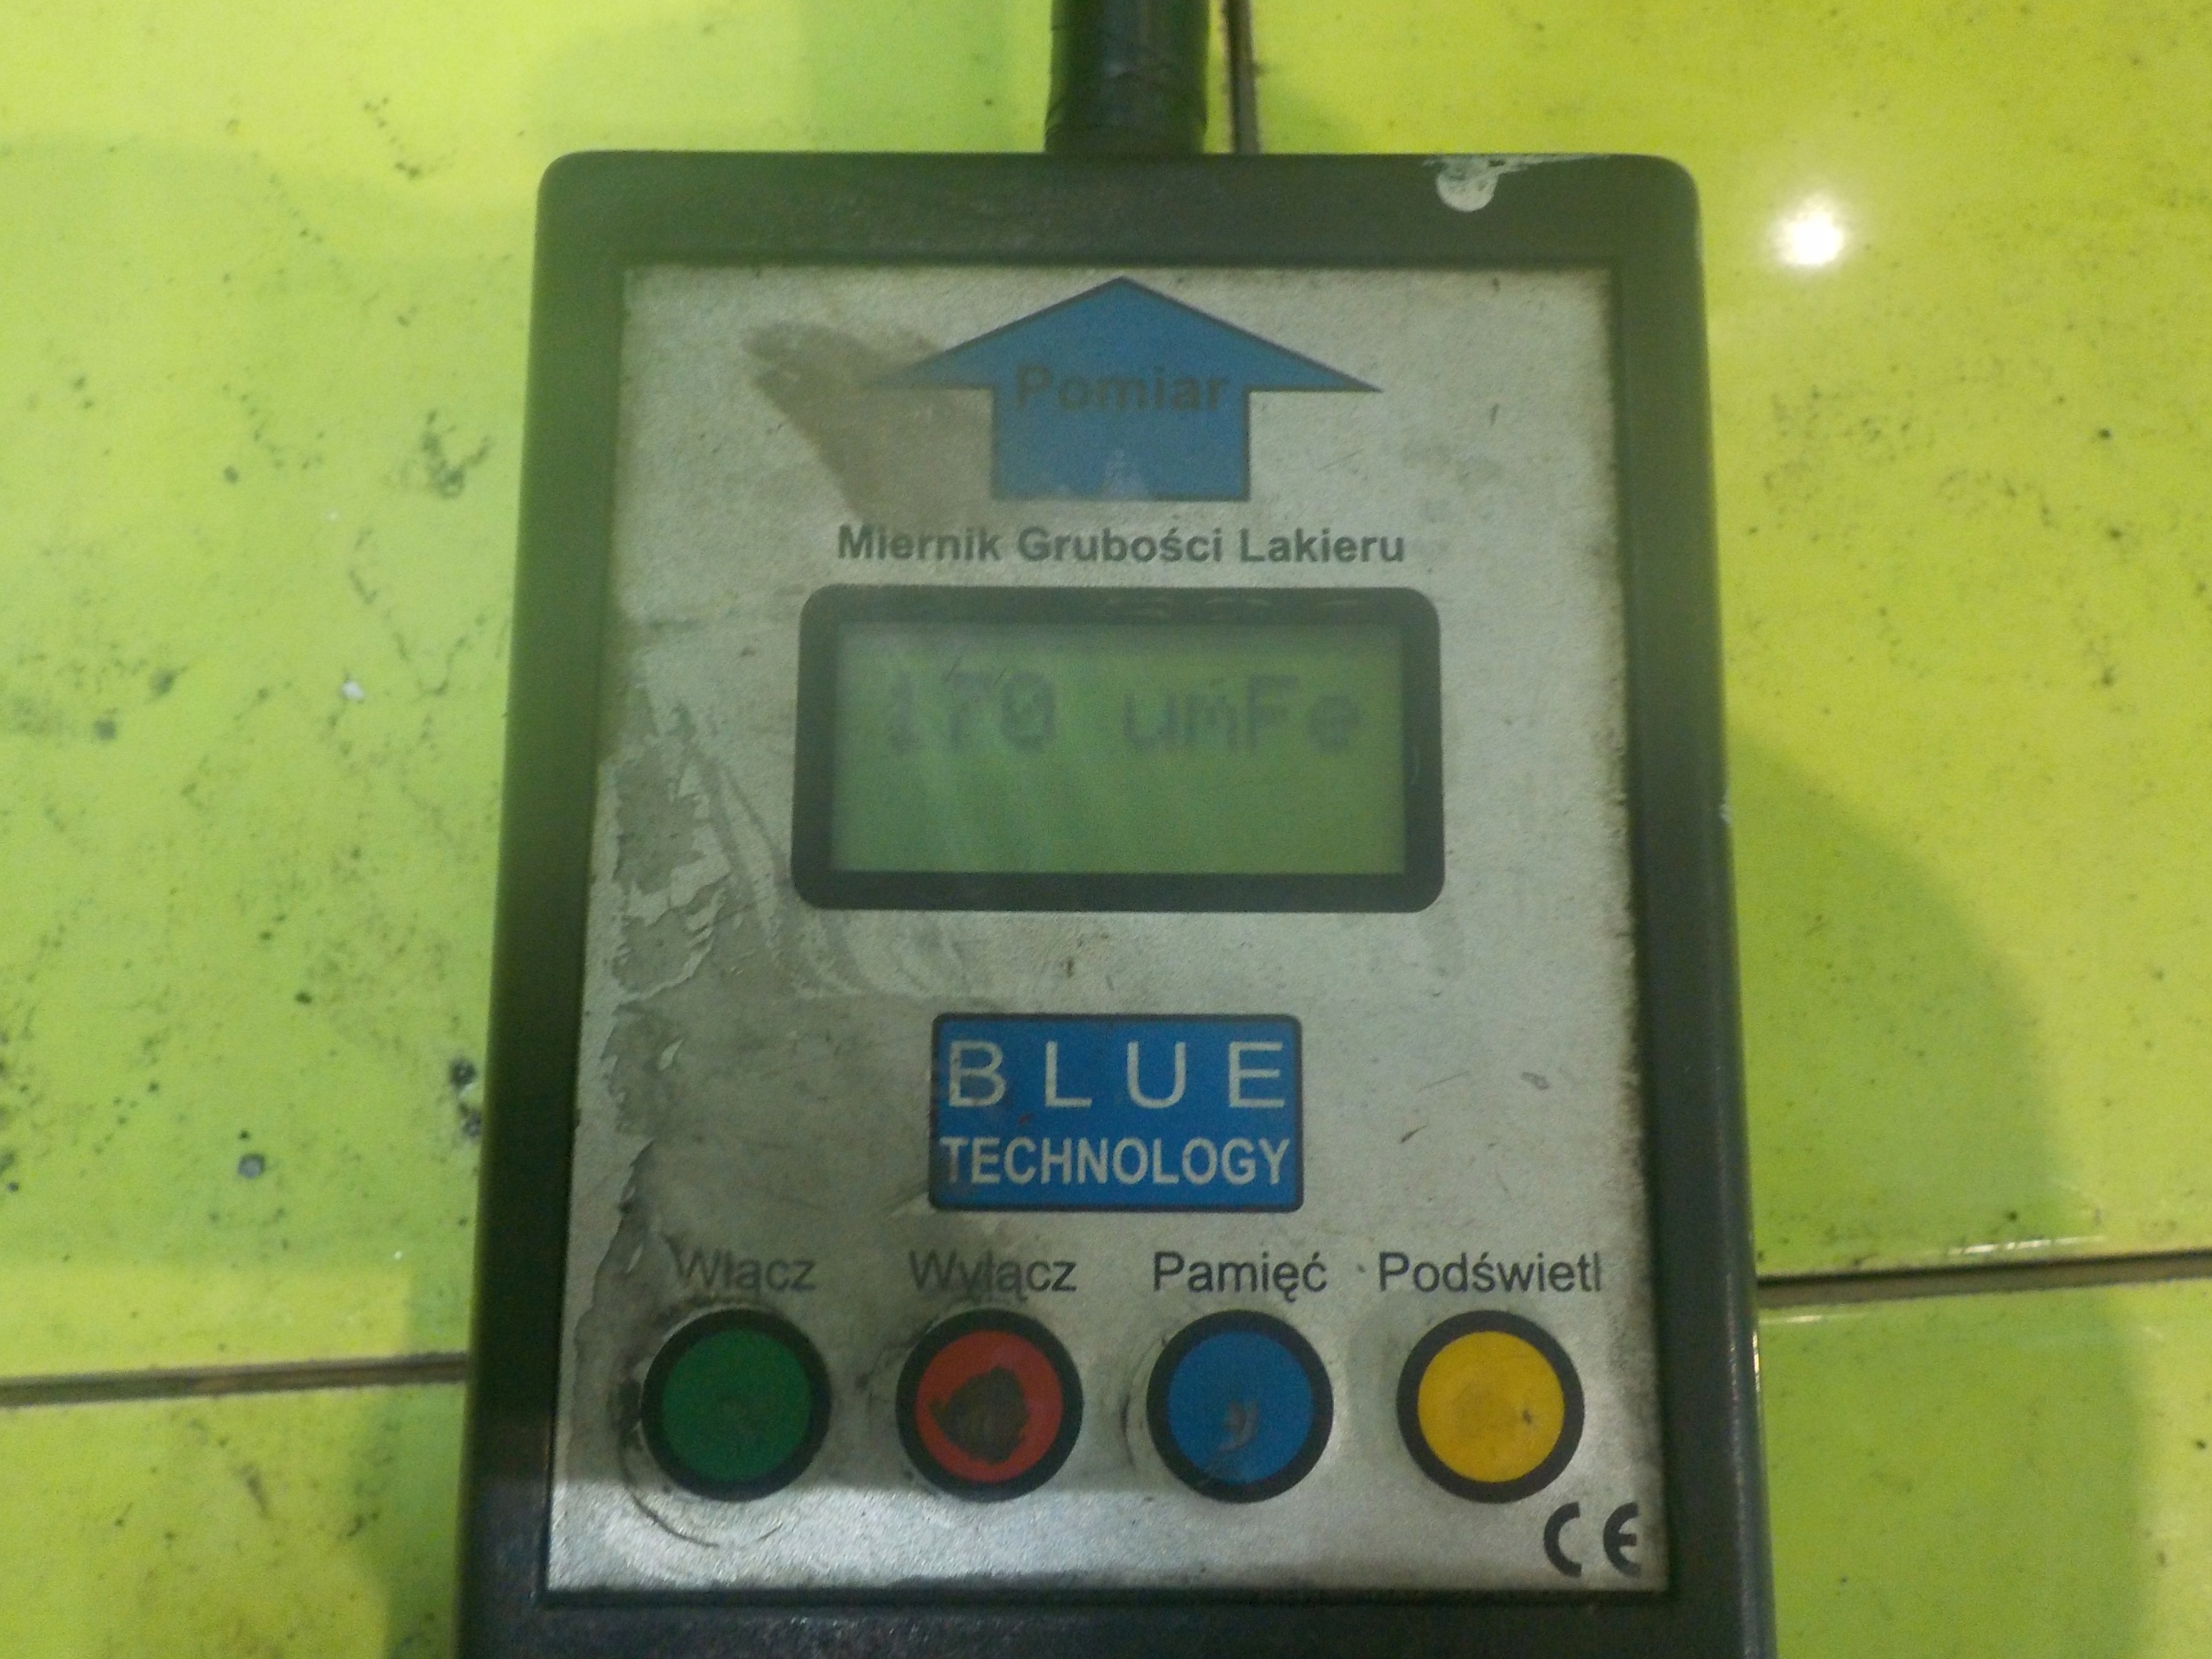 Pomiar
Miernik Grubości Lakieru
170 umFe
BLUE
TECHNOLOGY
Włącz Wyłącz Pamięć Podświetl
CE